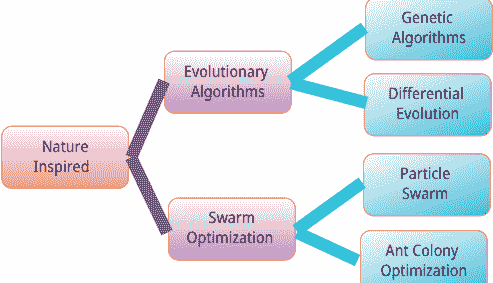 Genetic
Algorithms
Evolutionary
Algorithms
Differential
Evolution
Nature
Inspired
Particle
Swarm
Swarm
Optimization
Ant Colony
Optimization